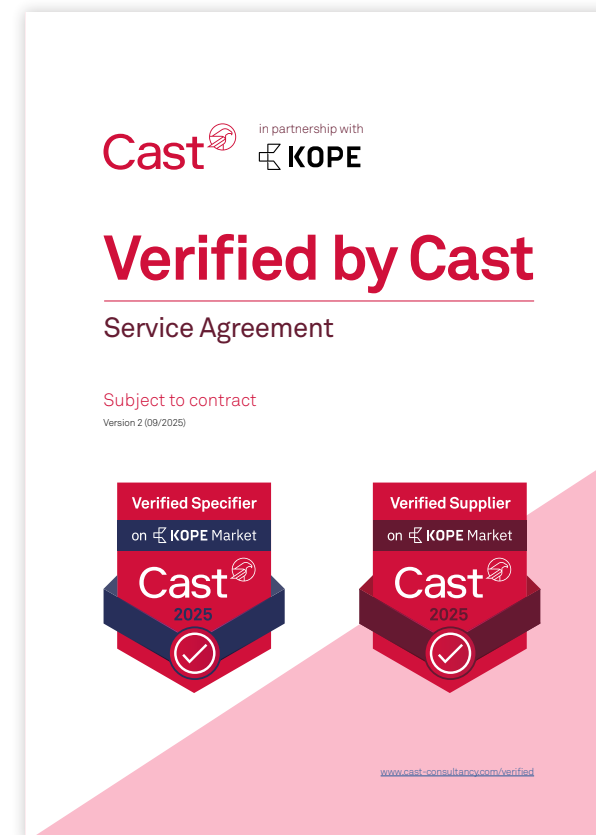 Cast
in partnership with
KOPE
Verified by Cast
Service Agreement
Subject to contract
Version 2 (09/2025)
Verified Specifier
on KOPE Market
Cast
2025
Verified Supplier
on KOPE Market
Cast
2025
www.cast-consultancy.com/verified